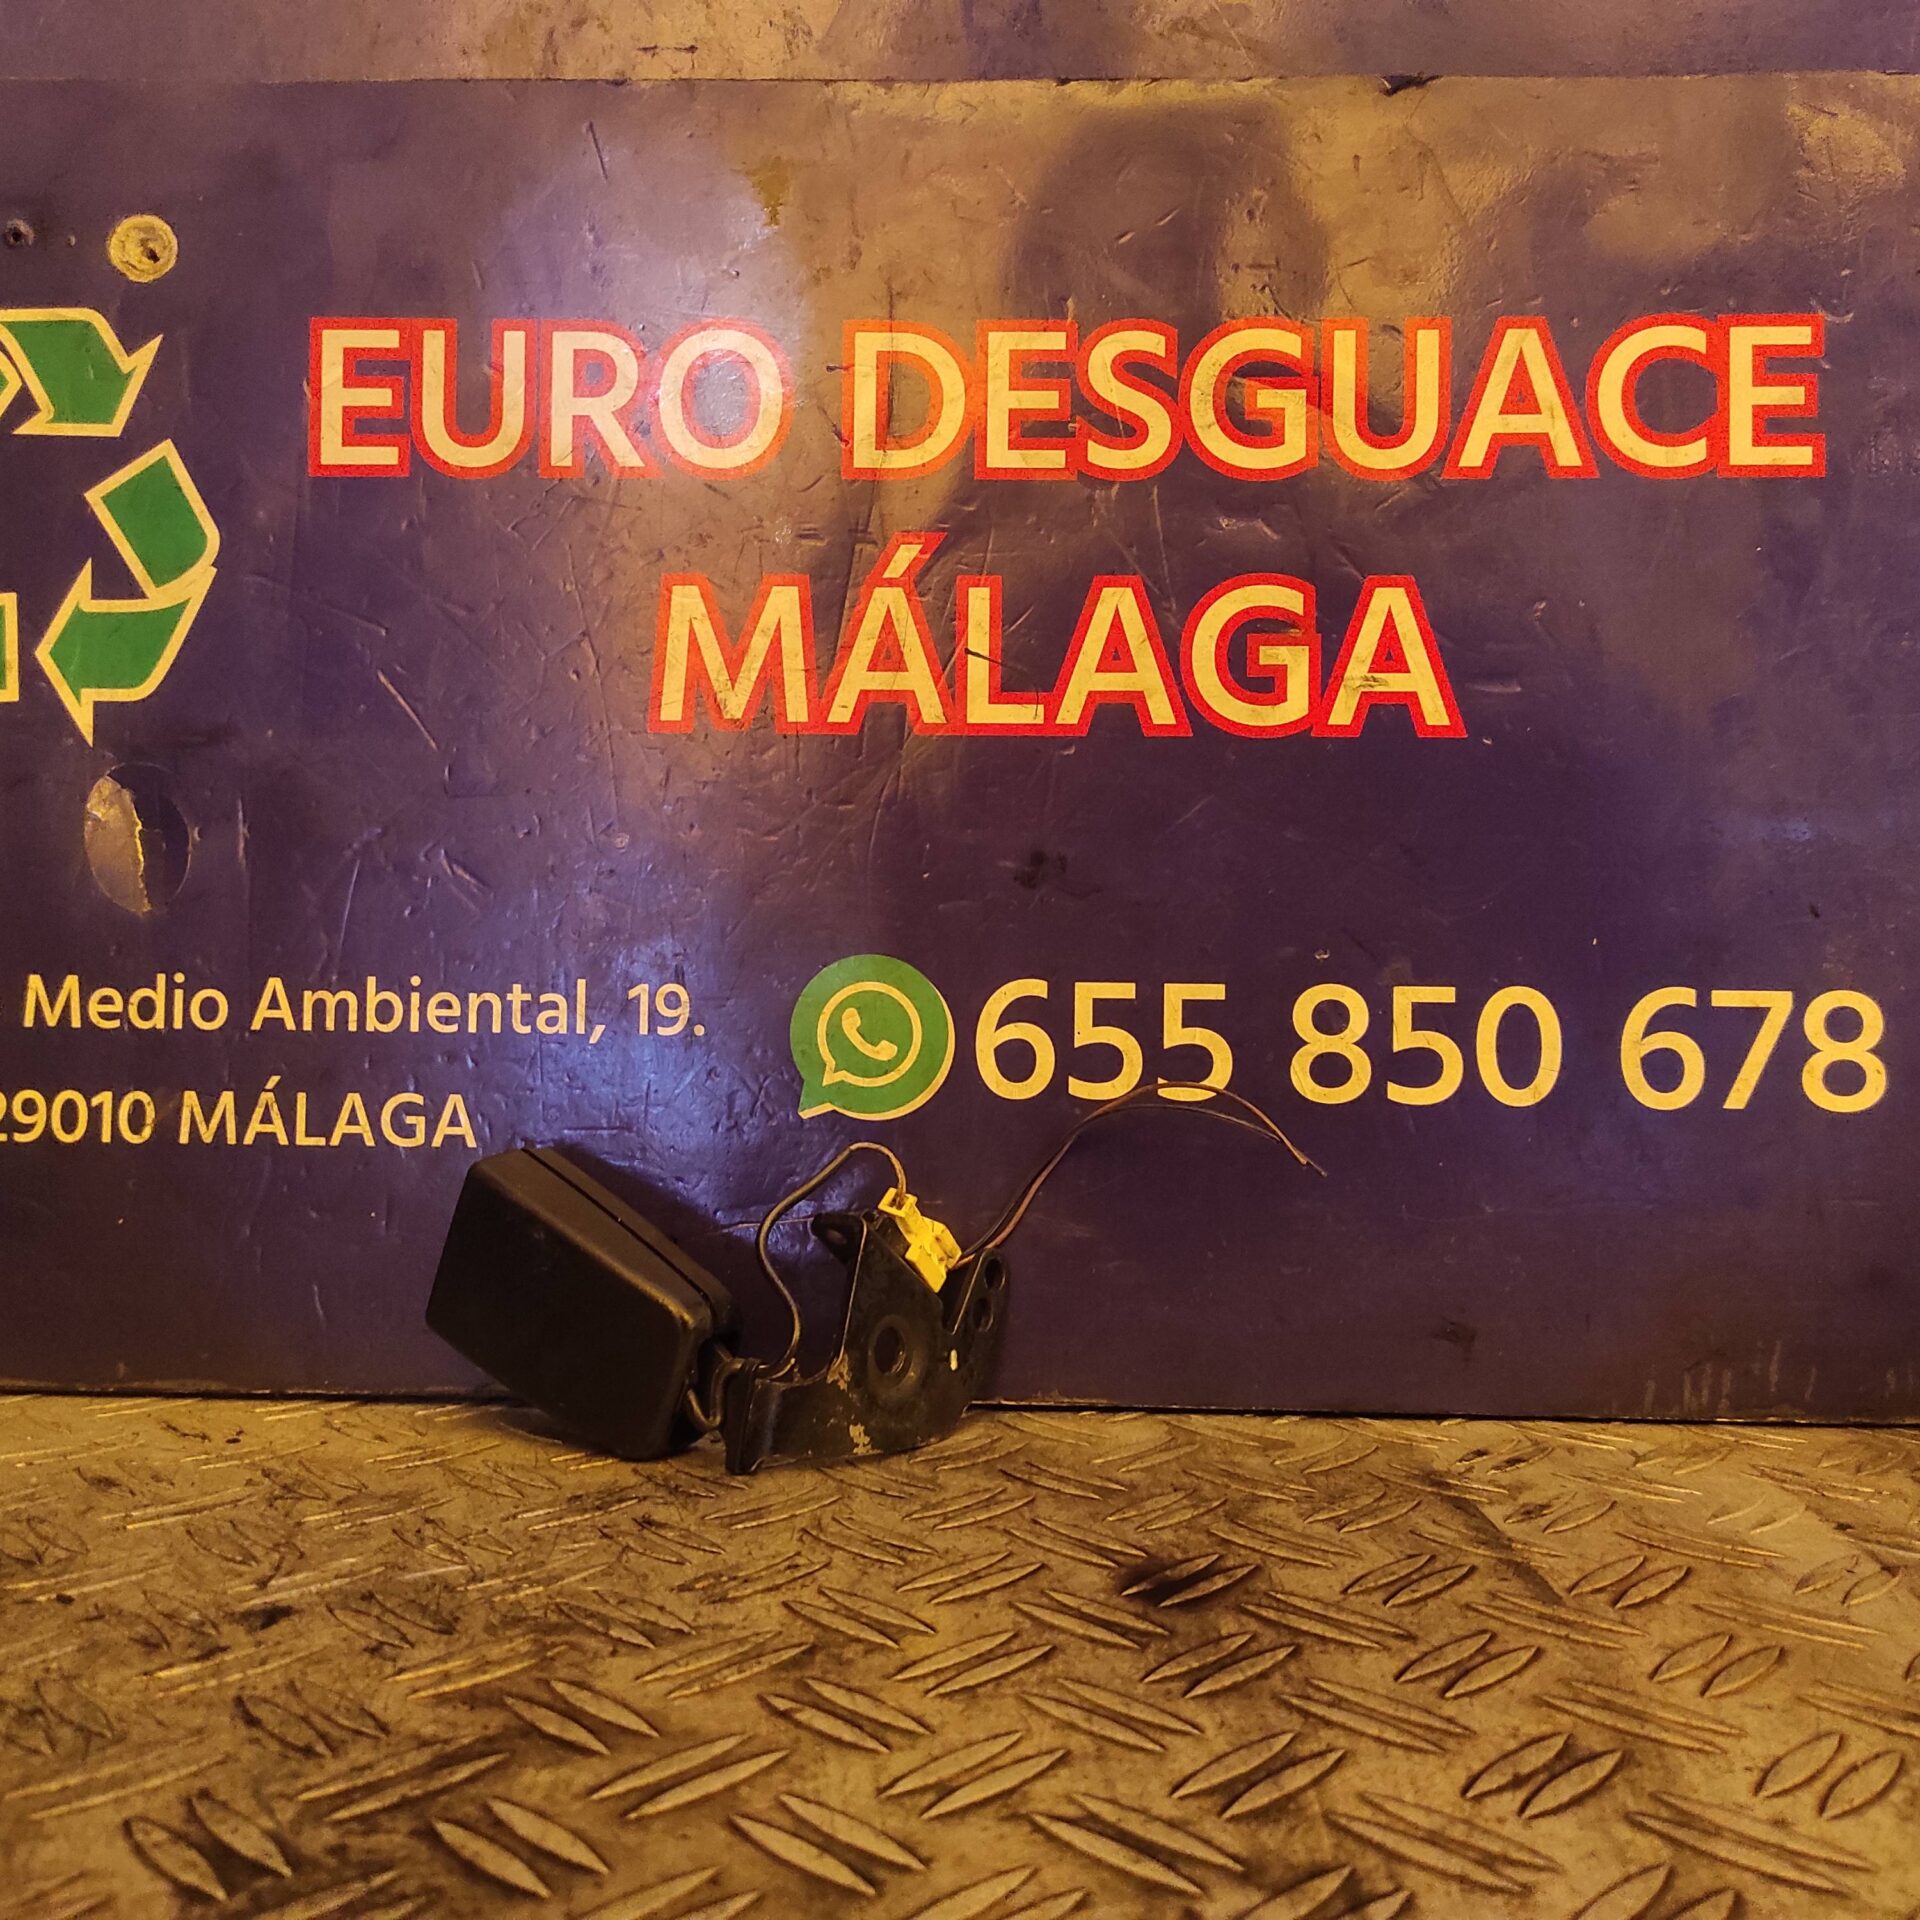 EURO DESGUACE
MÁLAGA
Medio Ambiental, 19.
655 850 678
29010 MÁLAGA